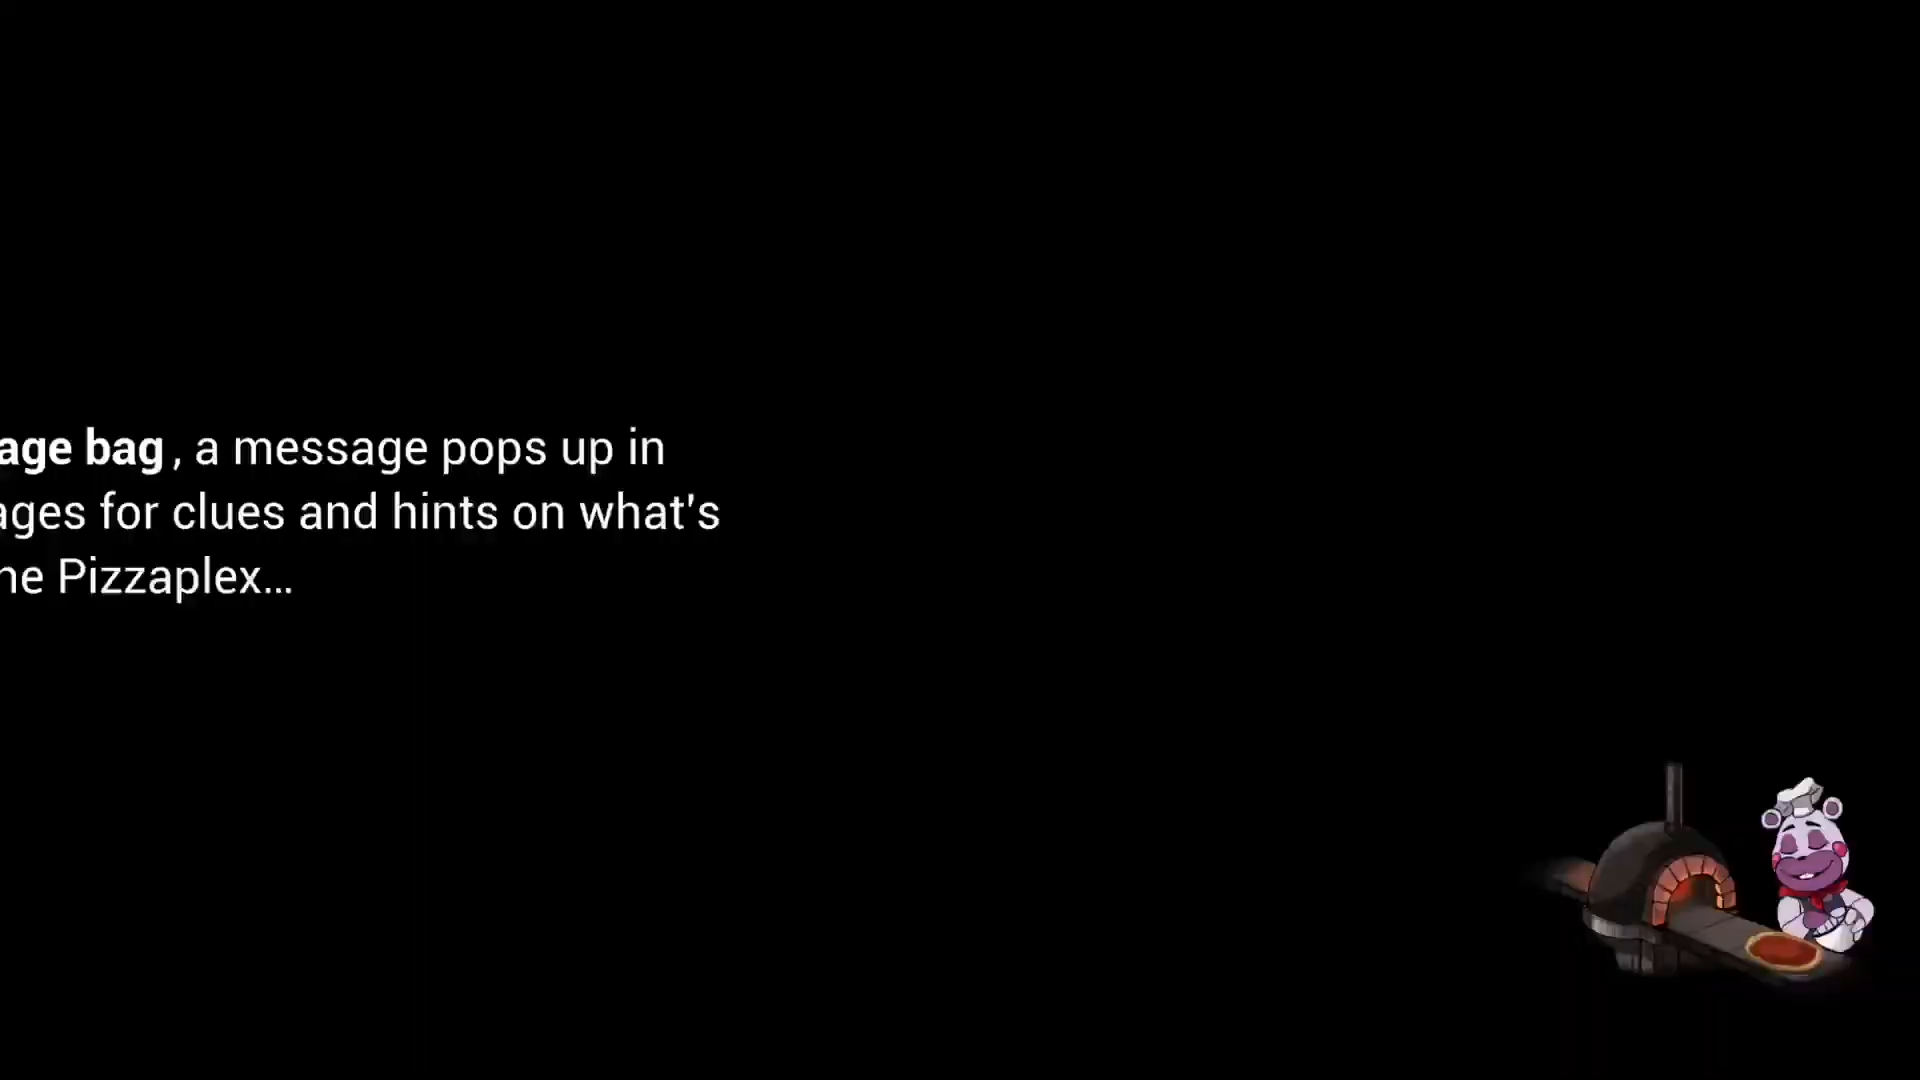 age bag, a message pops up in
ages for clues and hints on what's
he Pizzaplex...